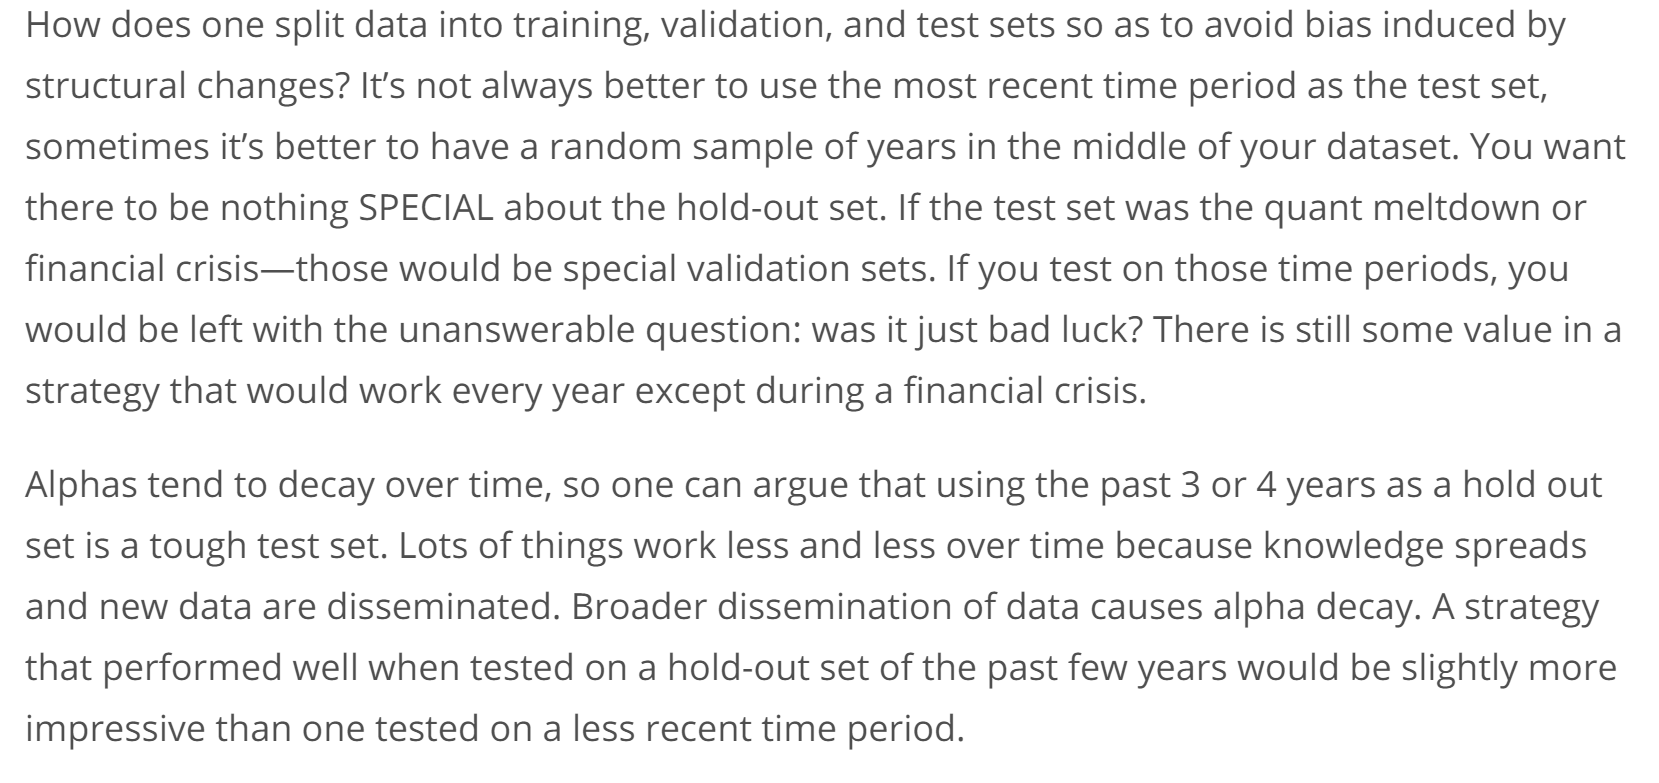 How does one split data into training, validation, and test sets so as to avoid bias induced by
structural changes? It’s not always better to use the most recent time period as the test set,
sometimes it’s better to have a random sample of years in the middle of your dataset. You want
there to be nothing SPECIAL about the hold-out set. If the test set was the quant meltdown or
financial crisis—those would be special validation sets. If you test on those time periods, you
would be left with the unanswerable question: was it just bad luck? There is still some value in a
strategy that would work every year except during a financial crisis.
Alphas tend to decay over time, so one can argue that using the past 3 or 4 years as a hold out
set is a tough test set. Lots of things work less and less over time because knowledge spreads
and new data are disseminated. Broader dissemination of data causes alpha decay. A strategy
that performed well when tested on a hold-out set of the past few years would be slightly more
impressive than one tested on a less recent time period.